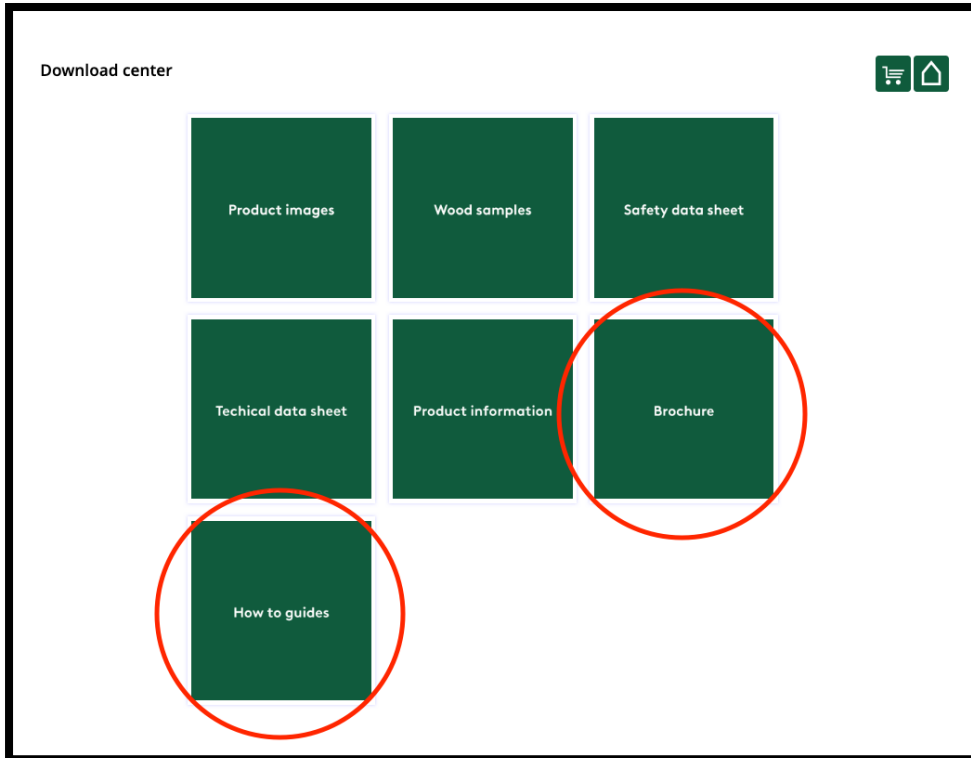 Download center
Product images
Wood samples
Safety data sheet
Techical data sheet
Product information
Brochure
How to guides